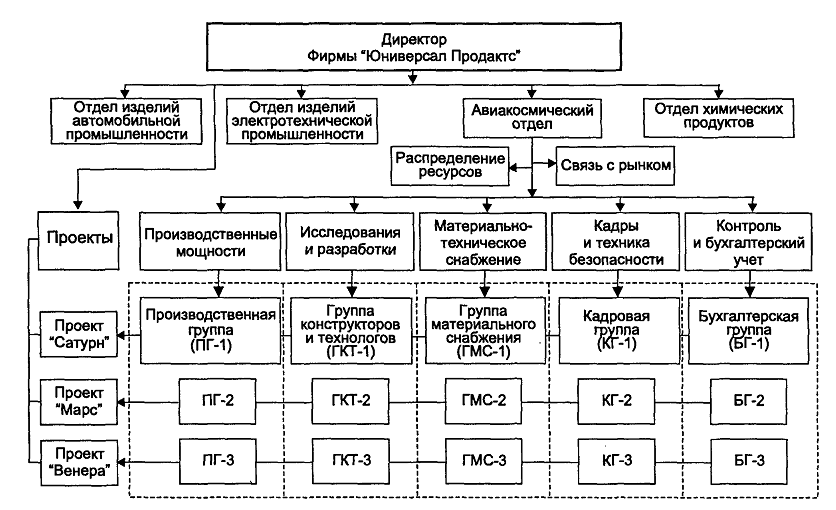 Директор
Фирмы “Юниверсал Продактс”
Отдел изделий
автомобильной
промышленности
Отдел изделий
электротехнической
промышленности
Авиакосмический
отдел
Отдел химических
продуктов
Распределение
ресурсов
Связь с рынком
Проекты
Производственные
мощности
Исследования
и разработки
Материально-
техническое
снабжение
Кадры
и техника
безопасности
Контроль
и бухгалтерский
учет
Проект
“Сатурн”
Производственная
группа
(ПГ-1)
Группа
конструкторов
и технологов
(ГКТ-1)
Группа
материального
снабжения
(ГМС-1)
Кадровая
группа
(КГ-1)
Бухгалтерская
группа
(БГ-1)
Проект
“Марс”
ПГ-2
ГКТ-2
ГМС-2
КГ-2
БГ-2
Проект
“Венера”
ПГ-3
ГКТ-3
ГМС-3
КГ-3
БГ-3